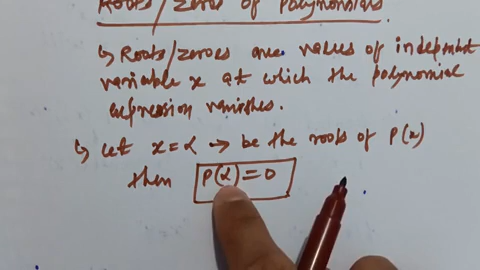 Roots/zeros of Polynomials
↳ Roots/zeroes are values of independent
variable x at which the polynomial
expression vanishes.
↳ let x=α → be the roots of P(x)
then P(α)=0